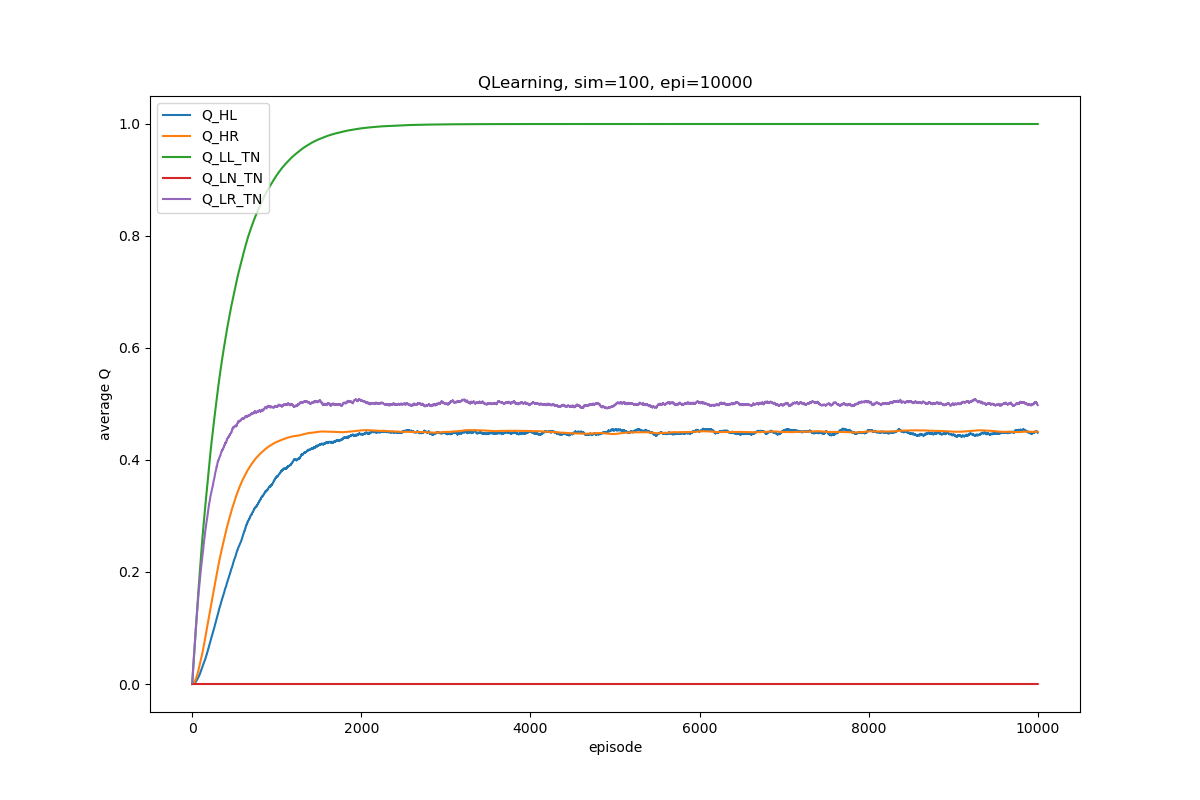 QLearning, sim=100, epi=10000
Q_HL
Q_HR
Q_LL_TN
Q_LN_TN
Q_LR_TN
average Q
1.0
0.8
0.6
0.4
0.2
0.0
0 2000 4000 6000 8000 10000
episode